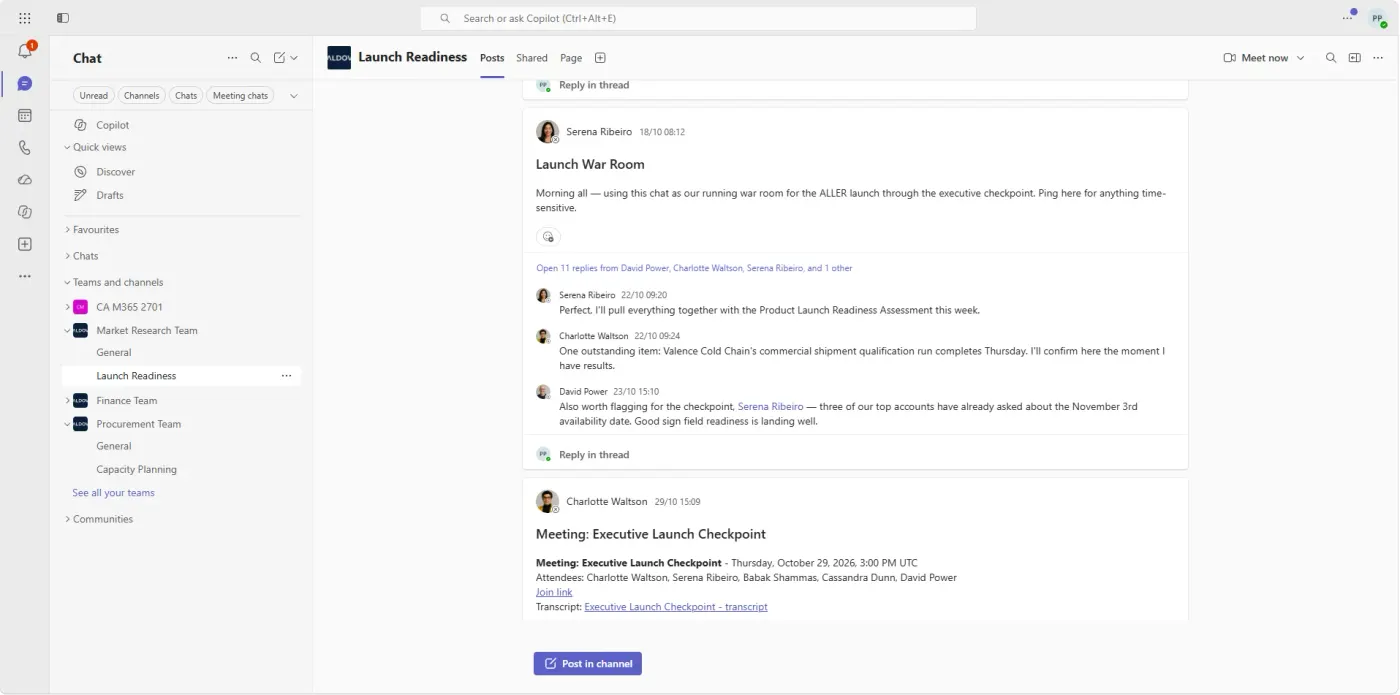 Search or ask Copilot (Ctrl+Alt+E)
PP
1
Chat
Unread
Channels
Chats
Meeting chats
Copilot
Quick views
Discover
Drafts
Favourites
Chats
Teams and channels
CM
CA M365 2701
Market Research Team
General
Launch Readiness
Finance Team
Procurement Team
General
Capacity Planning
See all your teams
Communities
Launch Readiness
Posts
Shared
Page
Meet now
PP
Reply in thread
Serena Ribeiro 18/10 08:12
Launch War Room
Morning all — using this chat as our running war room for the ALLER launch through the executive checkpoint. Ping here for anything time-
sensitive.
Open 11 replies from David Power, Charlotte Waltson, Serena Ribeiro, and 1 other
Serena Ribeiro 22/10 09:20
Perfect, I'll pull everything together with the Product Launch Readiness Assessment this week.
Charlotte Waltson 22/10 09:24
One outstanding item: Valence Cold Chain's commercial shipment qualification run completes Thursday. I'll confirm here the moment I
have results.
David Power 23/10 15:10
Also worth flagging for the checkpoint, Serena Ribeiro — three of our top accounts have already asked about the November 3rd
availability date. Good sign field readiness is landing well.
PP
Reply in thread
Charlotte Waltson 29/10 15:09
Meeting: Executive Launch Checkpoint
Meeting: Executive Launch Checkpoint - Thursday, October 29, 2026, 3:00 PM UTC
Attendees: Charlotte Waltson, Serena Ribeiro, Babak Shammas, Cassandra Dunn, David Power
Join link
Transcript: Executive Launch Checkpoint - transcript
Post in channel